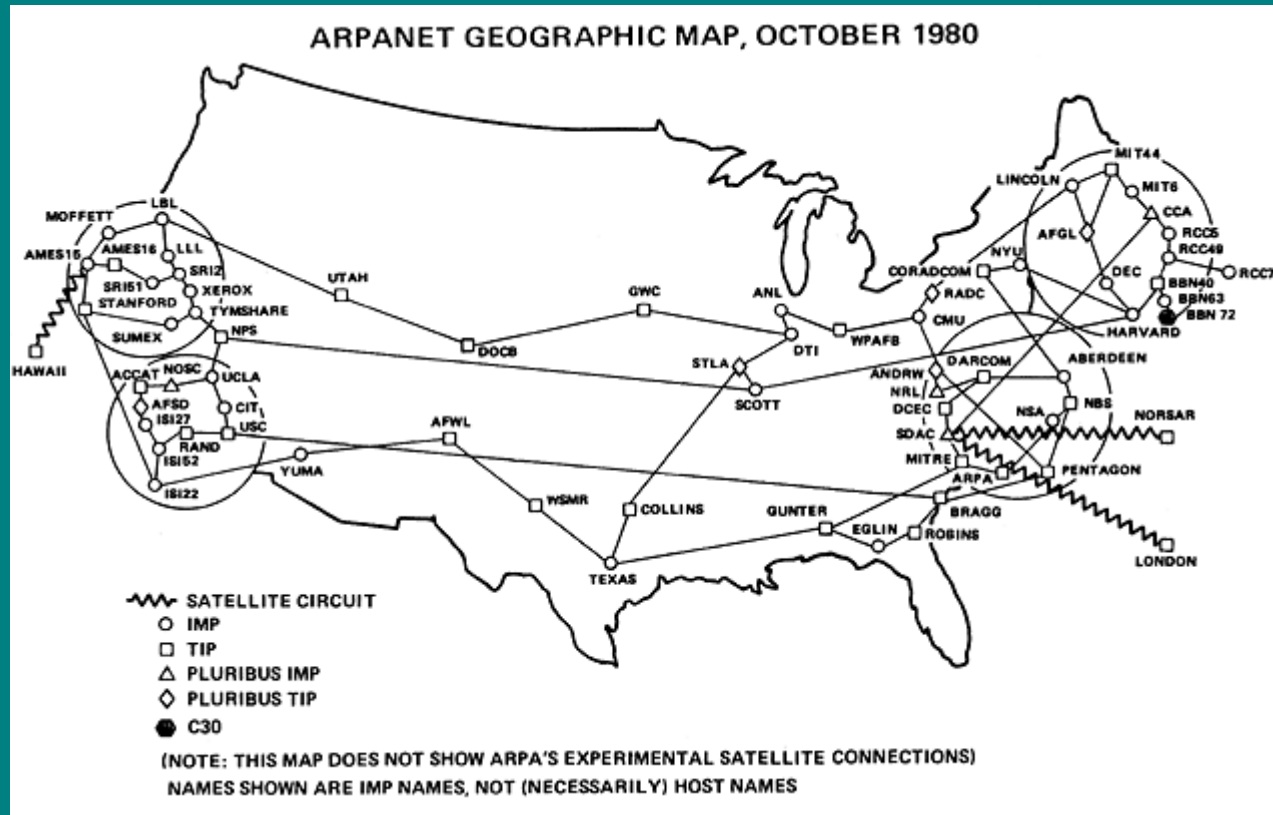 ARPANET GEOGRAPHIC MAP, OCTOBER 1980
MIT44
LINCOLN
MIT6
MOFFETT
LBL
CCA
AMES15
AMES16
AFGL
RCC5
LLL
NYU
RCC49
SRI2
UTAH
CORADCOM
DEC
RCC7
SRI51
XEROX
GWC
ANL
RADC
BBN40
STANFORD
BBN63
TYMSHARE
CMU
BBN 72
SUMEX
NPS
WPAFB
HARVARD
DOCB
DTI
HAWAII
STLA
DARCOM
ABERDEEN
ACCAT
NOSC
UCLA
ANDRW
NRL
SCOTT
AFSD
CIT
DCEC
NSA
NBS
NORSAR
ISI27
AFWL
RAND
USC
SDAC
ISI52
YUMA
MITRE
ARPA
PENTAGON
ISI22
WSMR
COLLINS
GUNTER
BRAGG
EGLIN
ROBINS
TEXAS
LONDON
SATELLITE CIRCUIT
IMP
TIP
PLURIBUS IMP
PLURIBUS TIP
C30
(NOTE: THIS MAP DOES NOT SHOW ARPA'S EXPERIMENTAL SATELLITE CONNECTIONS)
NAMES SHOWN ARE IMP NAMES, NOT (NECESSARILY) HOST NAMES